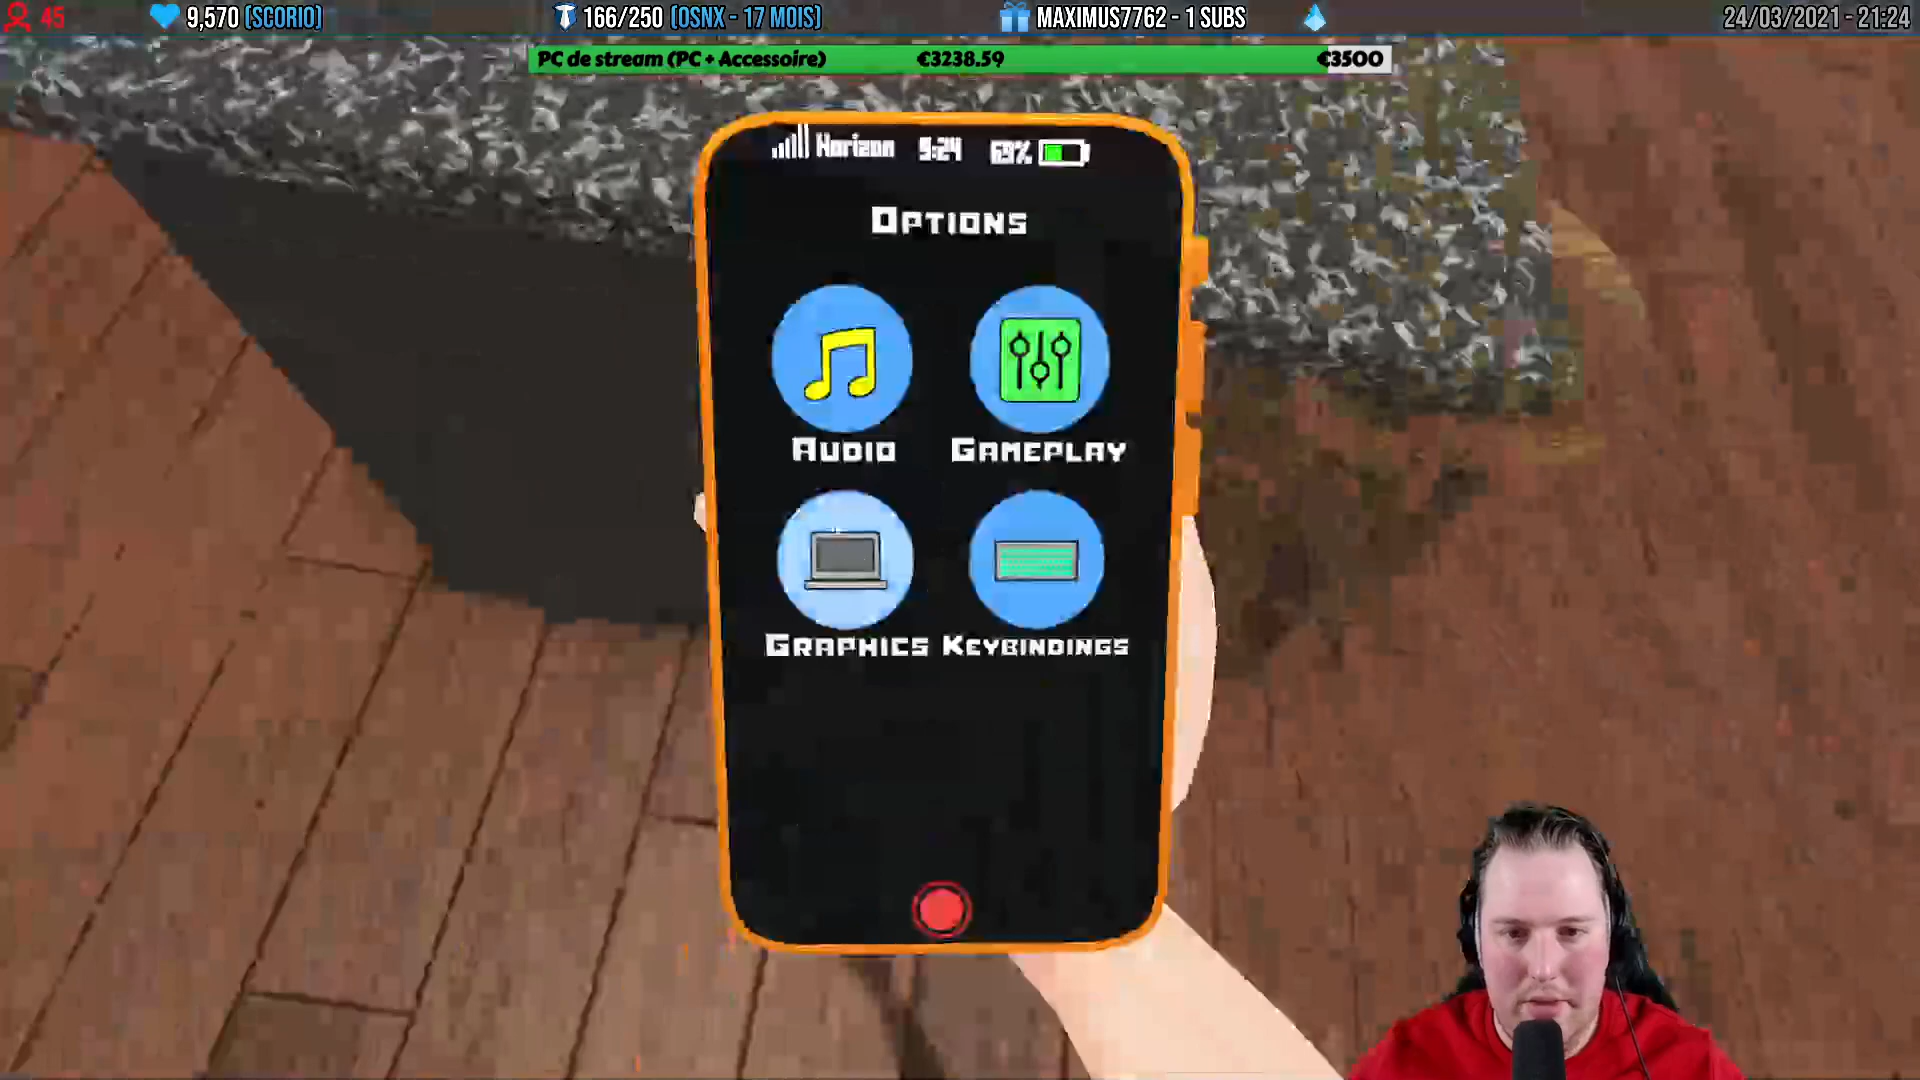 45 9,570 (SCORIO) 166/250 (OSNX - 17 MOIS) MAXIMUS7762 - 1 SUBS 24/03/2021 - 21:24
PC de stream (PC + Accessoire) €3238.59 €3500
Horizon 9:24 69%
OPTIONS
AUDIO GAMEPLAY
GRAPHICS KEYBINDINGS